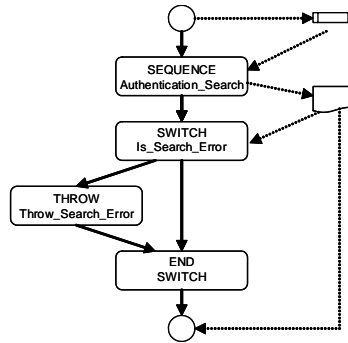 SEQUENCE
Authentication_Search
SWITCH
Is_Search_Error
THROW
Throw_Search_Error
END
SWITCH